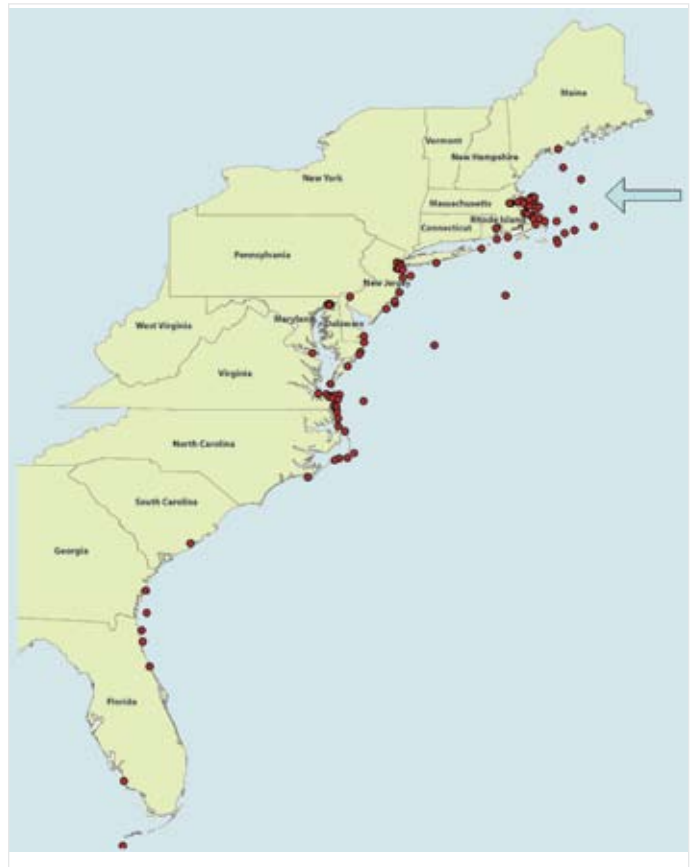 Maine
Vermont
New Hampshire
New York
Massachusetts
Rhode Island
Connecticut
Pennsylvania
New Jersey
Maryland
Delaware
West Virginia
Virginia
North Carolina
South Carolina
Georgia
Florida